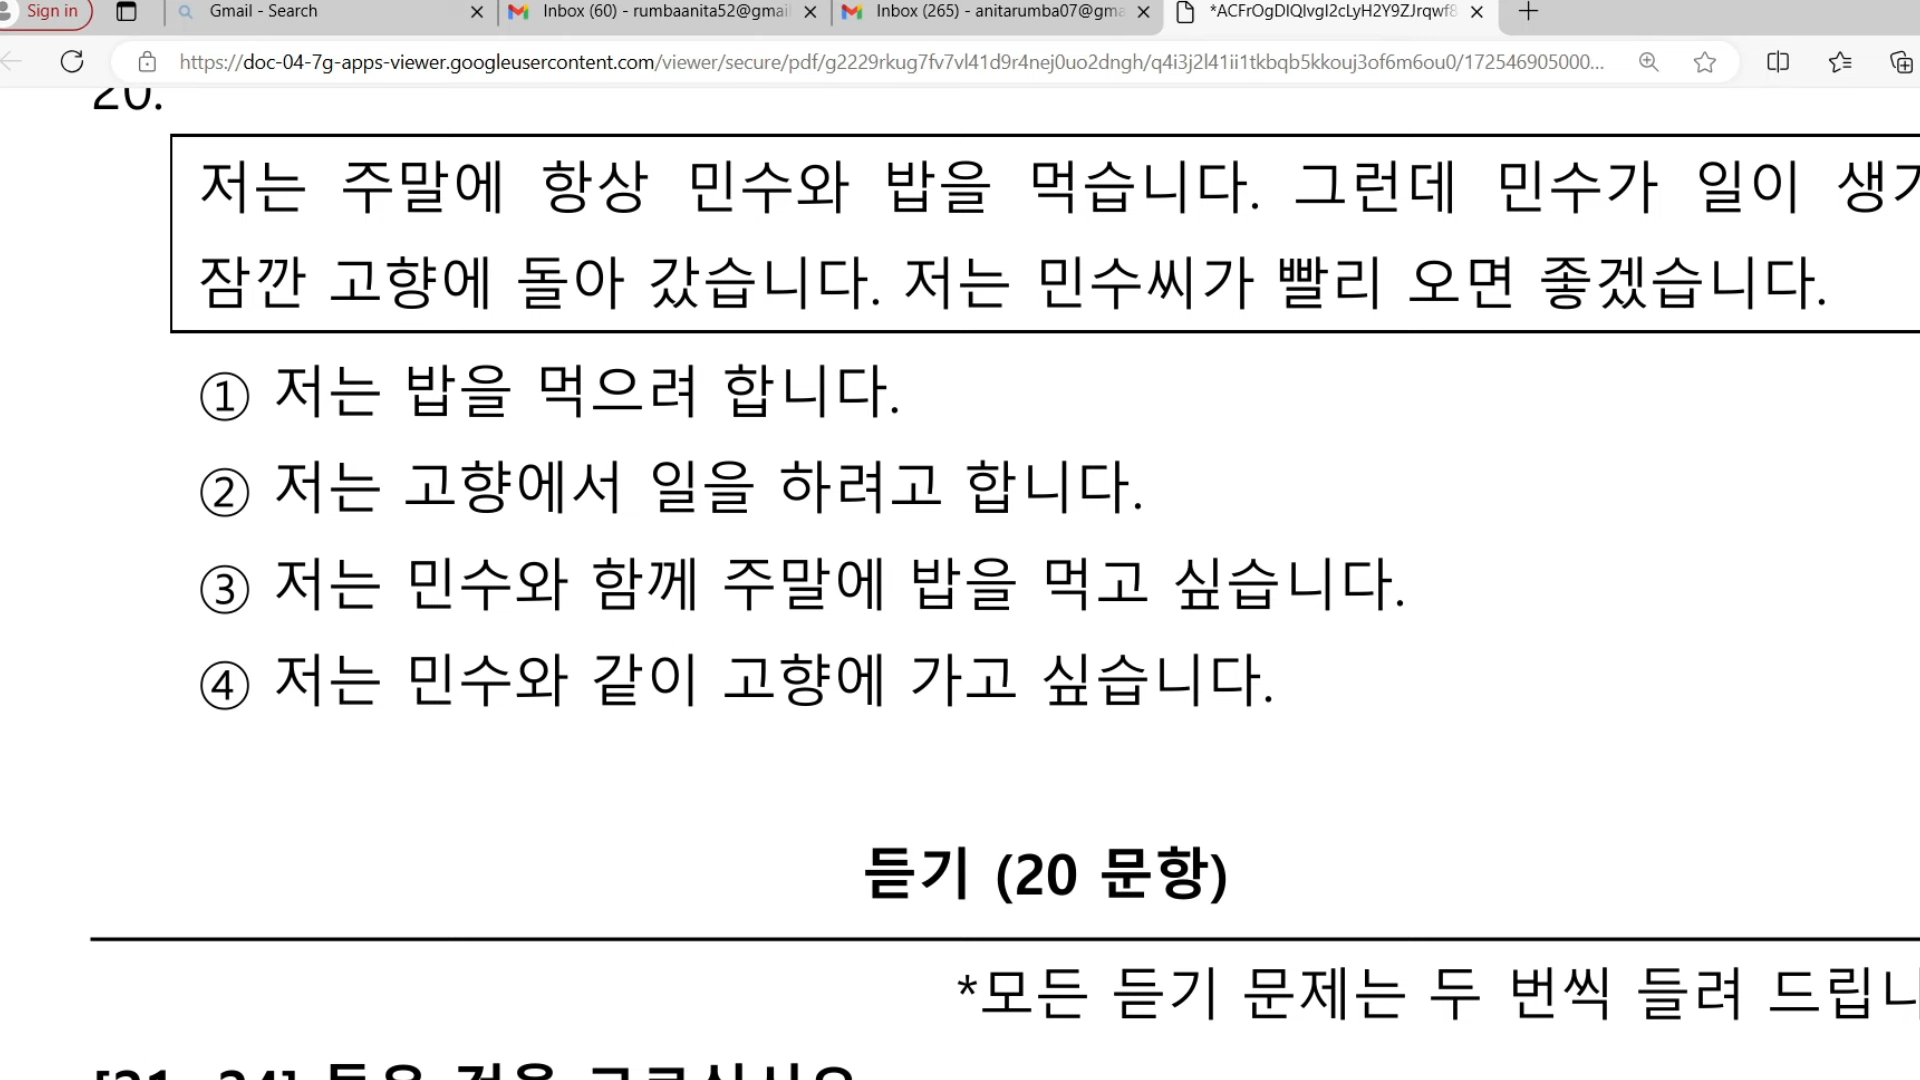 Sign in
Gmail - Search
Inbox (60) - rumbaanita52@gmai
Inbox (265) - anitarumba07@gma
*ACFrOgDIQlvgI2cLyH2Y9ZJrqwf8
https://doc-04-7g-apps-viewer.googleusercontent.com/viewer/secure/pdf/g2229rkug7fv7vl41d9r4nej0uo2dngh/q4i3j2l41ii1tkbqb5kkouj3of6m6ou0/172546905000...
20.
저는 주말에 항상 민수와 밥을 먹습니다. 그런데 민수가 일이
잠깐 고향에 돌아 갔습니다. 저는 민수씨가 빨리 오면 좋겠습니다.
① 저는 밥을 먹으려 합니다.
② 저는 고향에서 일을 하려고 합니다.
③ 저는 민수와 함께 주말에 밥을 먹고 싶습니다.
④ 저는 민수와 같이 고향에 가고 싶습니다.
듣기 (20 문항)
*모든 듣기 문제는 두 번씩 들려